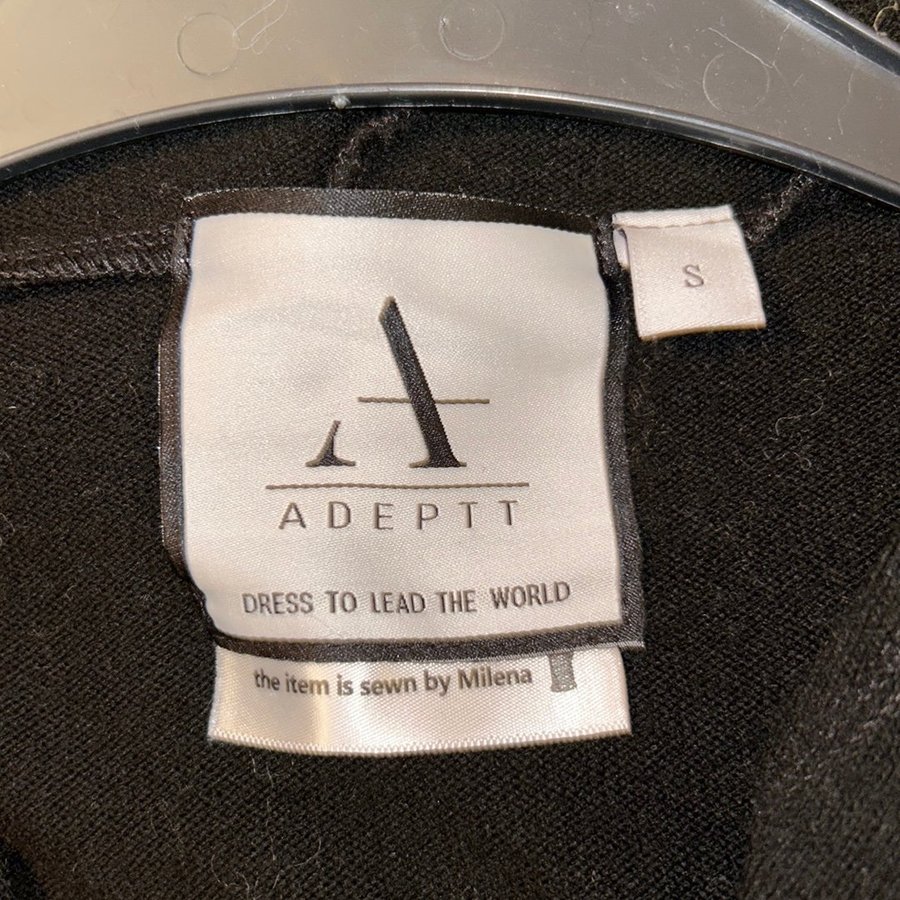 A
ADEPTT
DRESS TO LEAD THE WORLD
the item is sewn by Milena
S